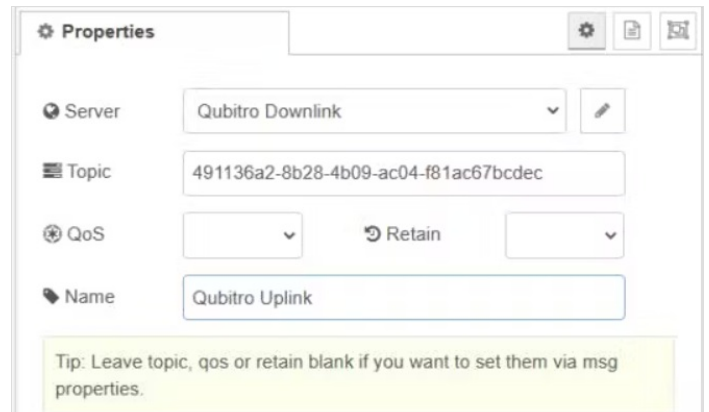 Properties
Server Qubitro Downlink
Topic 491136a2-8b28-4b09-ac04-f81ac67bcdec
QoS Retain
Name Qubitro Uplink
Tip: Leave topic, qos or retain blank if you want to set them via msg
properties.